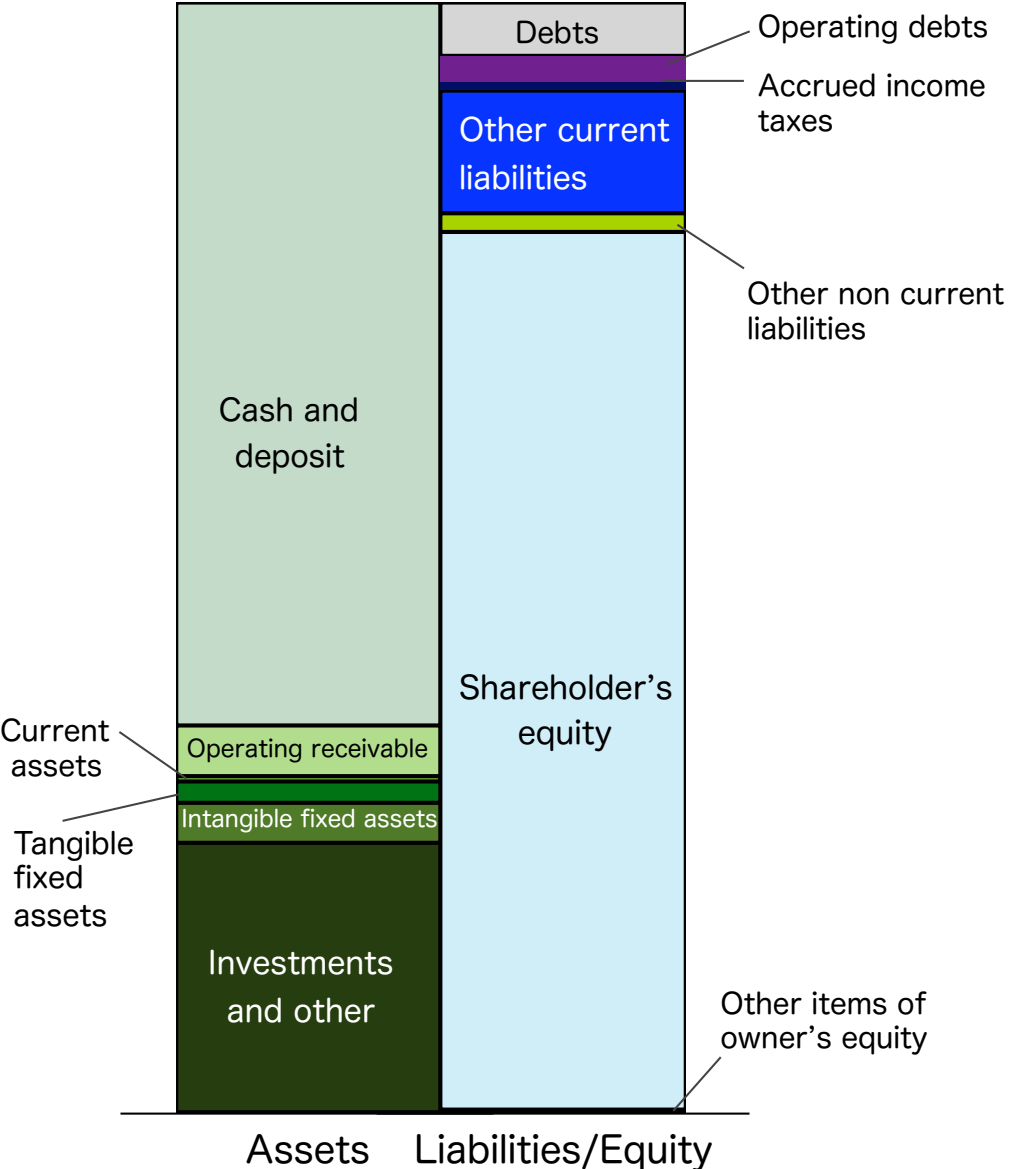 Debts
Operating debts
Accrued income
taxes
Other current
liabilities
Other non current
liabilities
Cash and
deposit
Shareholder’s
equity
Current
assets
Operating receivable
Intangible fixed assets
Tangible
fixed
assets
Investments
and other
Other items of
owner’s equity
Assets
Liabilities/Equity